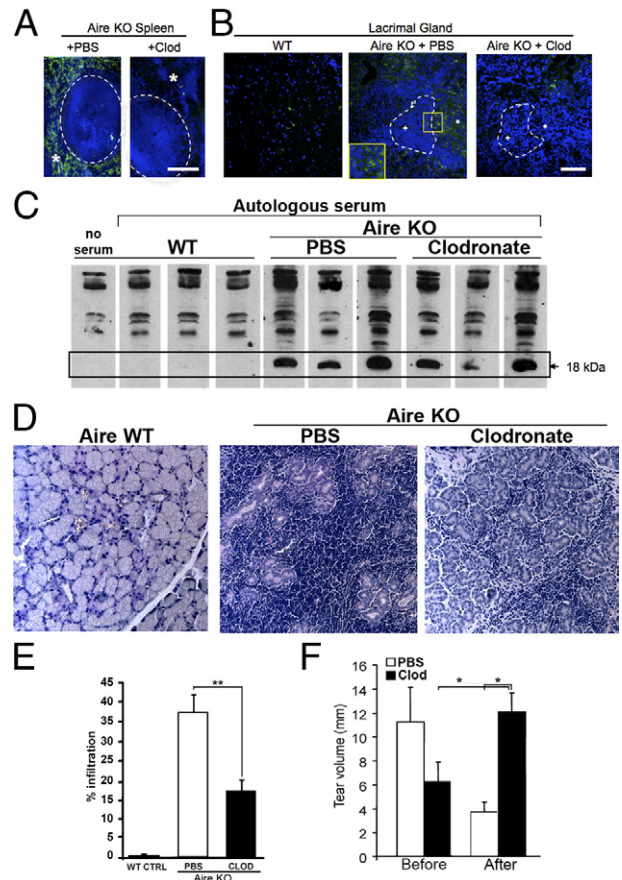 A
Aire KO Spleen
+PBS
+Clod
*
*
B
Lacrimal Gland
WT
Aire KO + PBS
Aire KO + Clod
C
Autologous serum
Aire KO
no serum
WT
PBS
Clodronate
18 kDa
D
Aire KO
Aire WT
PBS
Clodronate
E
% infiltration
45
40
35
30
25
20
15
10
5
0
**
WT CTRL
PBS
CLOD
Aire KO
F
PBS
Clod
Tear volume (mm)
16
14
12
10
8
6
4
2
0
*
*
Before
After